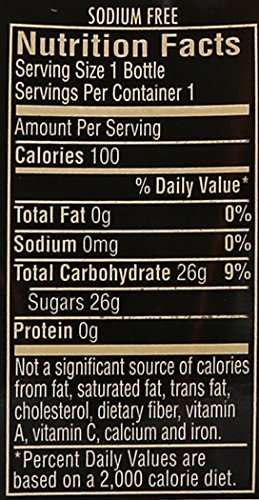 SODIUM FREE
Nutrition Facts
Serving Size 1 Bottle
Servings Per Container 1
Amount Per Serving
Calories 100
% Daily Value*
Total Fat 0g 0%
Sodium 0mg 0%
Total Carbohydrate 26g 9%
Sugars 26g
Protein 0g
Not a significant source of calories
from fat, saturated fat, trans fat,
cholesterol, dietary fiber, vitamin
A, vitamin C, calcium and iron.
*Percent Daily Values are
based on a 2,000 calorie diet.